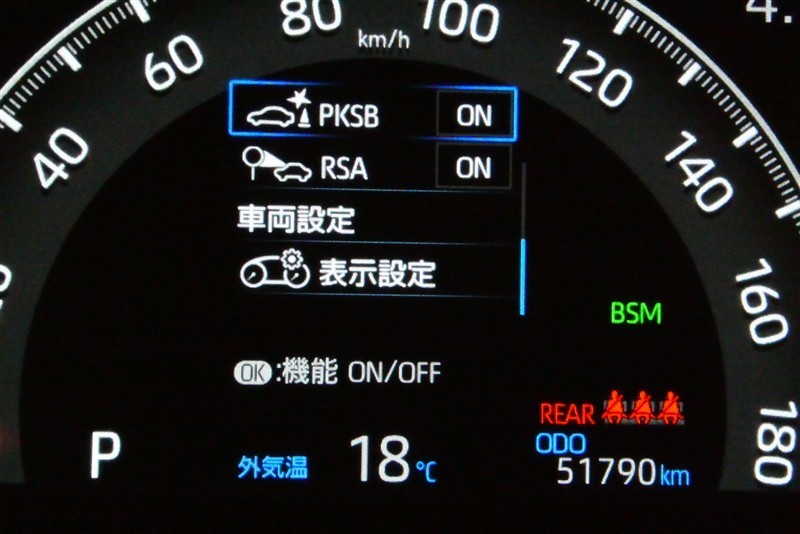 4.
80
100
km/h
60
120
40
140
160
180
PKSB ON
RSA ON
車両設定
表示設定
BSM
OK:機能 ON/OFF
REAR
P
外気温 18℃
ODO
51790km